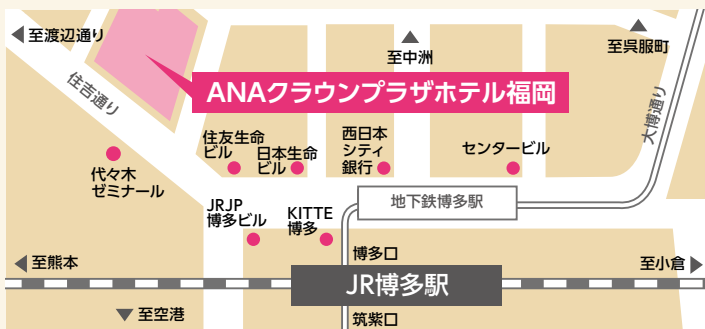 至渡辺通り
至中洲
至呉服町
住吉通り
ANAクラウンプラザホテル福岡
大博通り
代々木
ゼミナール
住友生命
ビル
日本生命
ビル
西日本
シティ
銀行
センタービル
地下鉄博多駅
JRJP
博多ビル
KITTE
博多
博多口
至熊本
JR博多駅
至小倉
至空港
筑紫口